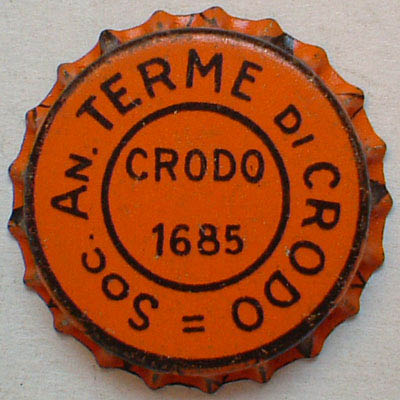 SOC. AN. TERME DI CRODO =
CRODO
1685